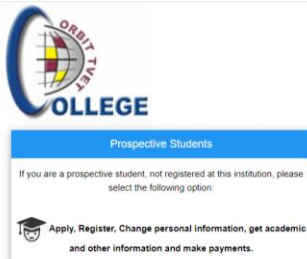 ORBIT TVET
COLLEGE
Prospective Students
If you are a prospective student, not registered at this institution, please
select the following option:
Apply, Register, Change personal information, get academic
and other information and make payments.